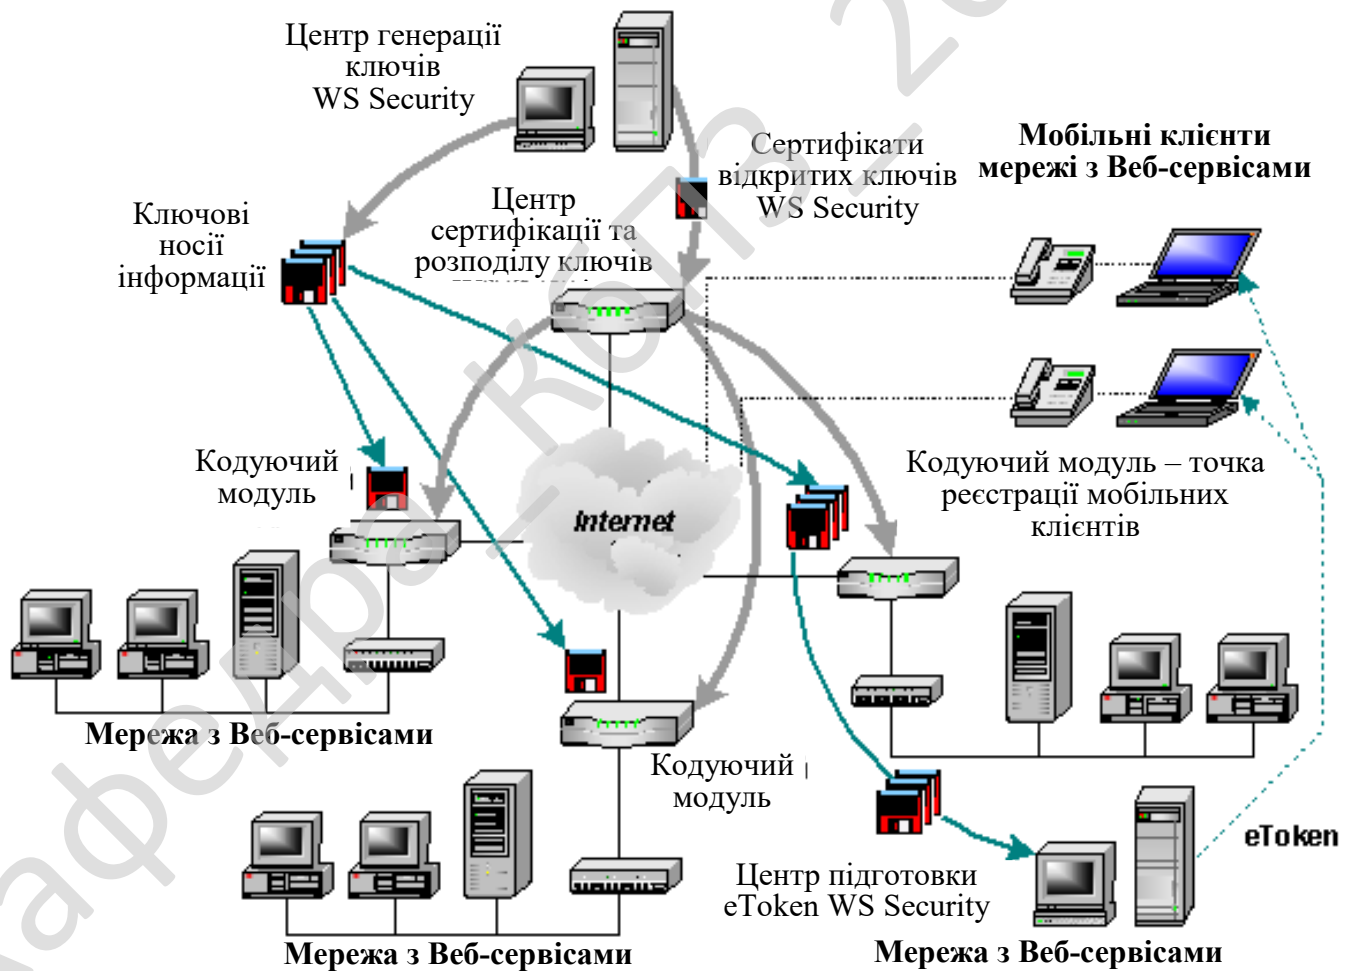 Центр генерації
ключів
WS Security
Сертифікати
відкритих ключів
WS Security
Мобільні клієнти
мережі з Веб-сервісами
Ключові
носії
інформації
Центр
сертифікації та
розподілу ключів
Кодуючий
модуль
Internet
Кодуючий модуль – точка
реєстрації мобільних
клієнтів
Мережа з Веб-сервісами
Кодуючий
модуль
eToken
Центр підготовки
eToken WS Security
Мережа з Веб-сервісами
Мережа з Веб-сервісами
афедра_КПЗ_20